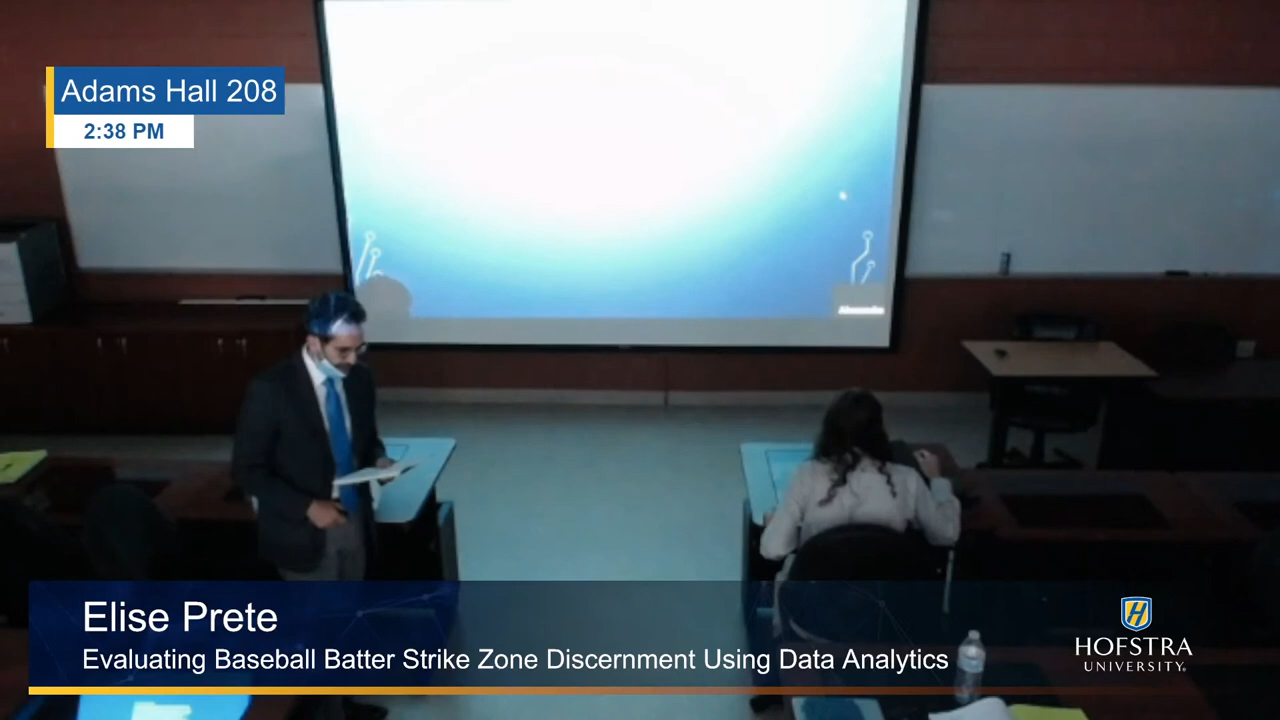 Adams Hall 208
2:38 PM
Elise Prete
Evaluating Baseball Batter Strike Zone Discernment Using Data Analytics
HOFSTRA
UNIVERSITY